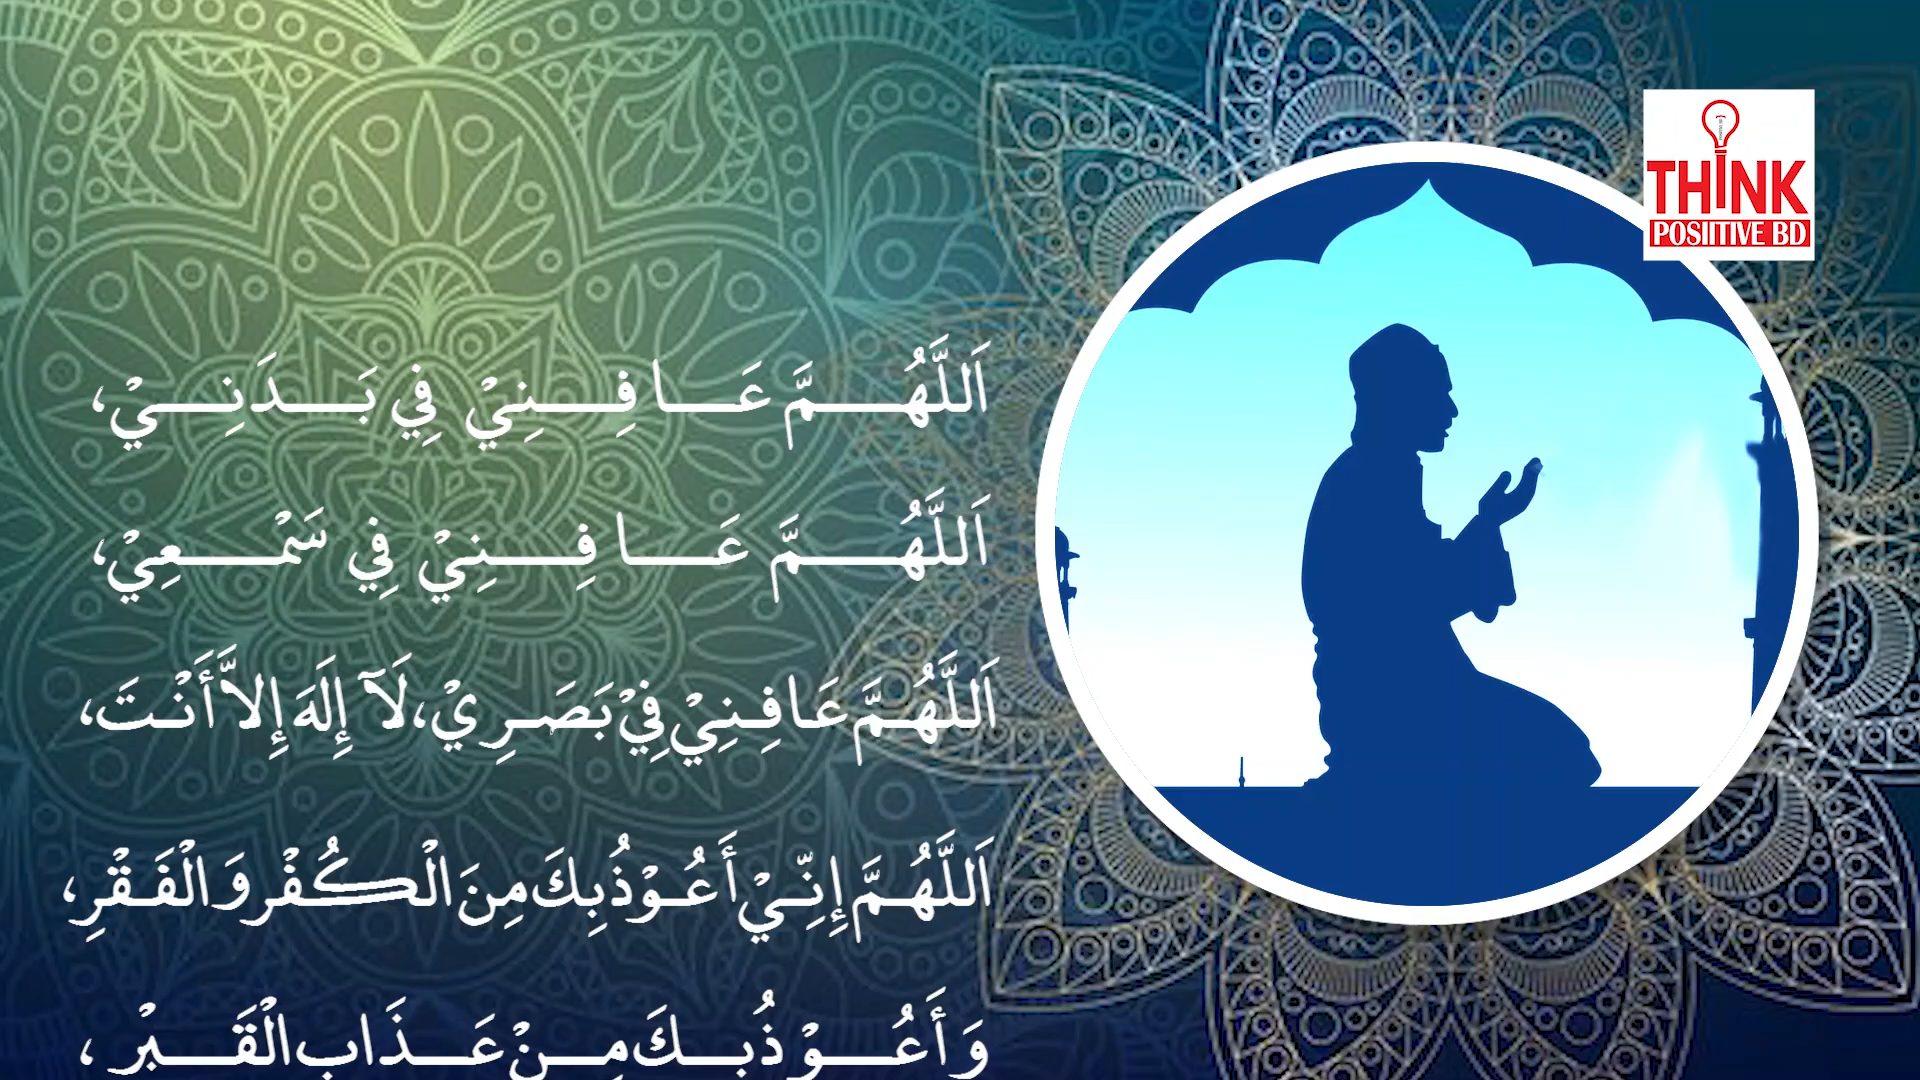 اَللَّهُمَّ عَافِنِيْ فِي بَدَنِيْ،
اَللَّهُمَّ عَافِنِيْ فِي سَمْعِيْ،
اَللَّهُمَّ عَافِنِيْ فِيْ بَصَرِيْ، لَآ إِلَهَ إِلاَّ أَنْتَ،
اَللَّهُمَّ إِنِّيْ أَعُوْذُ بِكَ مِنَ الْكُفْرِ وَالْفَقْرِ،
وَأَعُوْذُ بِكَ مِنْ عَذَابِ الْقَبْرِ،
THINK
POSIITIVE BD